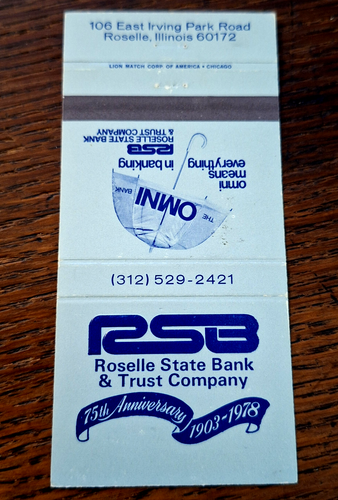 106 East Irving Park Road
Roselle, Illinois 60172
LION MATCH CORP. OF AMERICA • CHICAGO
omni
means
everything
in banking
RSB
ROSELLE STATE BANK
& TRUST COMPANY
THE OMNI BANK
(312) 529-2421
RSB
Roselle State Bank
& Trust Company
75th Anniversary 1903-1978